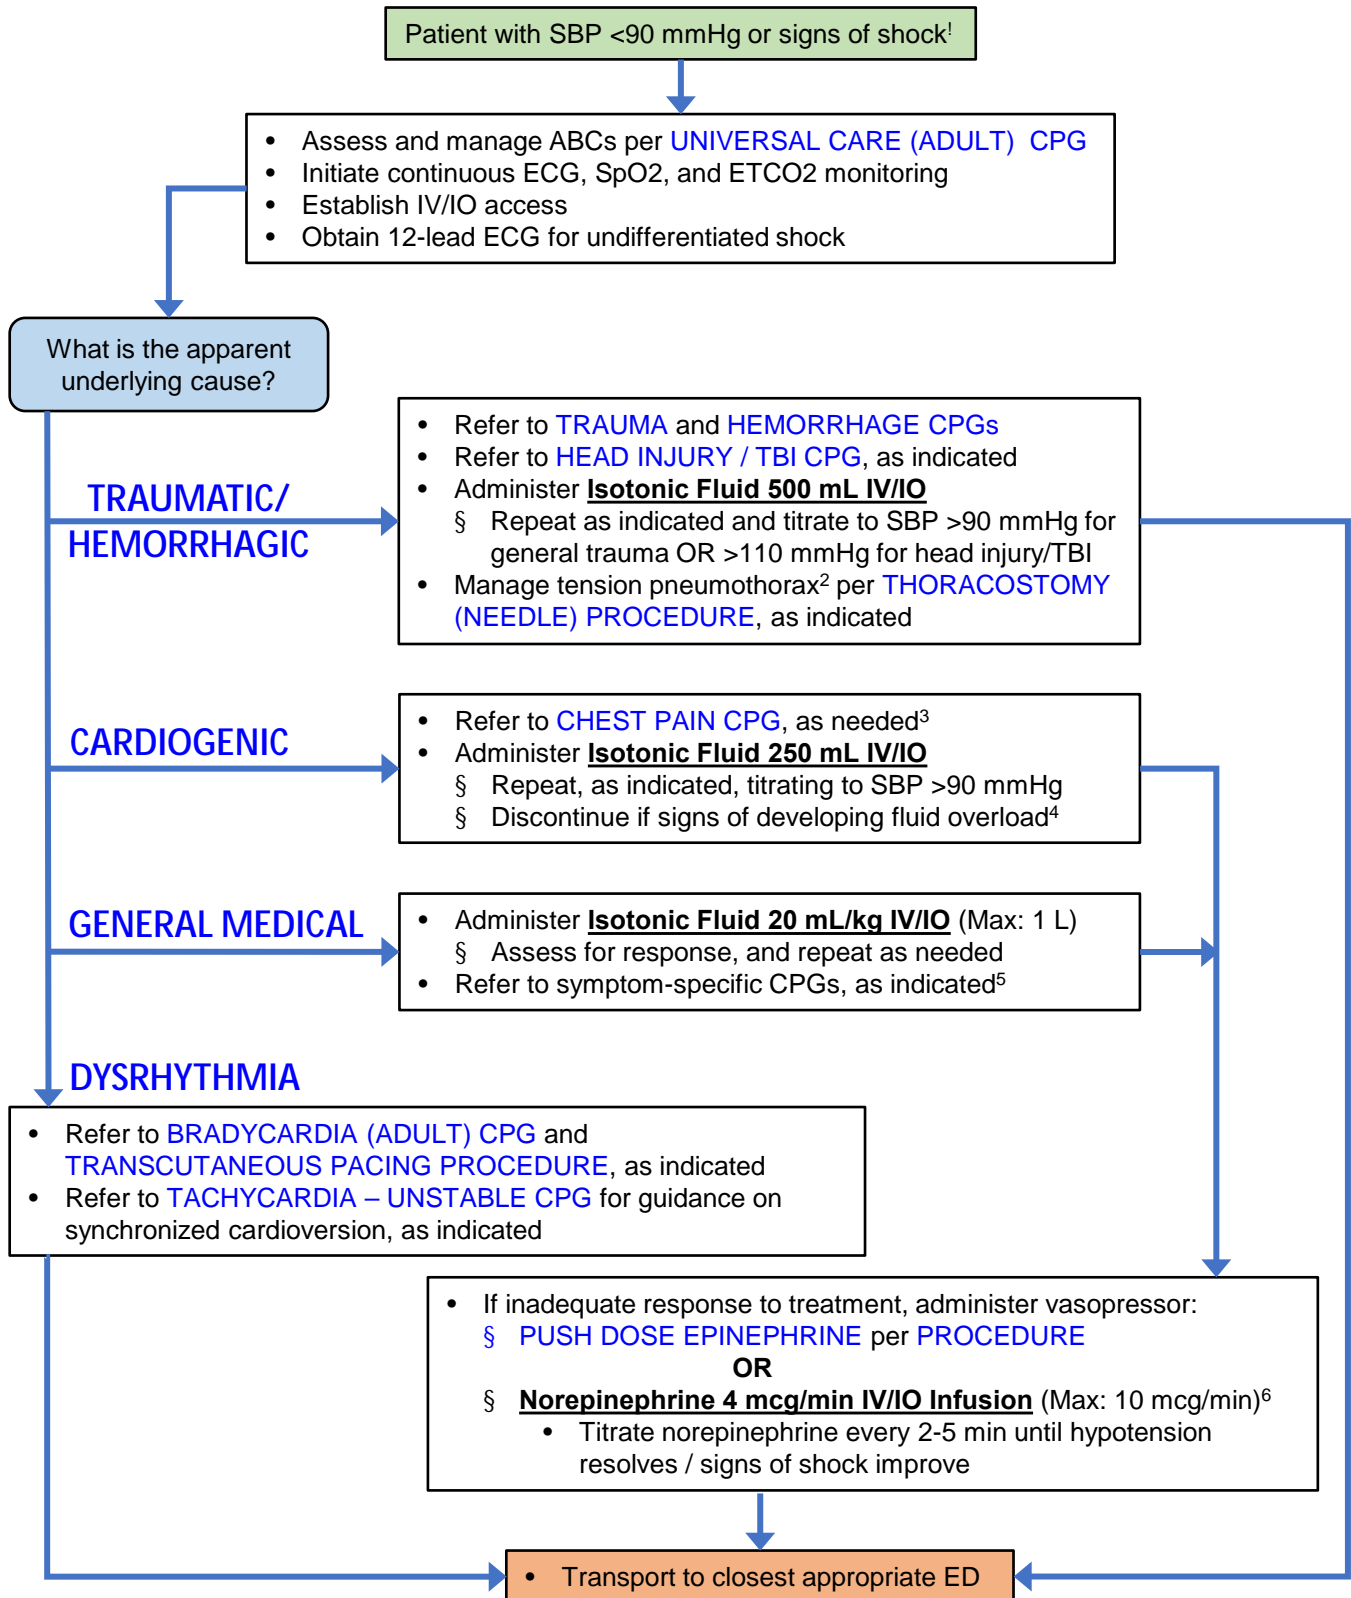 Patient with SBP <90 mmHg or signs of shock!
• Assess and manage ABCs per UNIVERSAL CARE (ADULT) CPG
• Initiate continuous ECG, SpO2, and ETCO2 monitoring
• Establish IV/IO access
• Obtain 12-lead ECG for undifferentiated shock
What is the apparent
underlying cause?
TRAUMATIC/
HEMORRHAGIC
• Refer to TRAUMA and HEMORRHAGE CPGs
• Refer to HEAD INJURY / TBI CPG, as indicated
• Administer Isotonic Fluid 500 mL IV/IO
§ Repeat as indicated and titrate to SBP >90 mmHg for
general trauma OR >110 mmHg for head injury/TBI
• Manage tension pneumothorax² per THORACOSTOMY
(NEEDLE) PROCEDURE, as indicated
CARDIOGENIC
• Refer to CHEST PAIN CPG, as needed³
• Administer Isotonic Fluid 250 mL IV/IO
§ Repeat, as indicated, titrating to SBP >90 mmHg
§ Discontinue if signs of developing fluid overload⁴
GENERAL MEDICAL
• Administer Isotonic Fluid 20 mL/kg IV/IO (Max: 1 L)
§ Assess for response, and repeat as needed
• Refer to symptom-specific CPGs, as indicated⁵
DYSRHYTHMIA
• Refer to BRADYCARDIA (ADULT) CPG and
TRANSCUTANEOUS PACING PROCEDURE, as indicated
• Refer to TACHYCARDIA – UNSTABLE CPG for guidance on
synchronized cardioversion, as indicated
• If inadequate response to treatment, administer vasopressor:
§ PUSH DOSE EPINEPHRINE per PROCEDURE
OR
§ Norepinephrine 4 mcg/min IV/IO Infusion (Max: 10 mcg/min)⁶
• Titrate norepinephrine every 2-5 min until hypotension
resolves / signs of shock improve
• Transport to closest appropriate ED